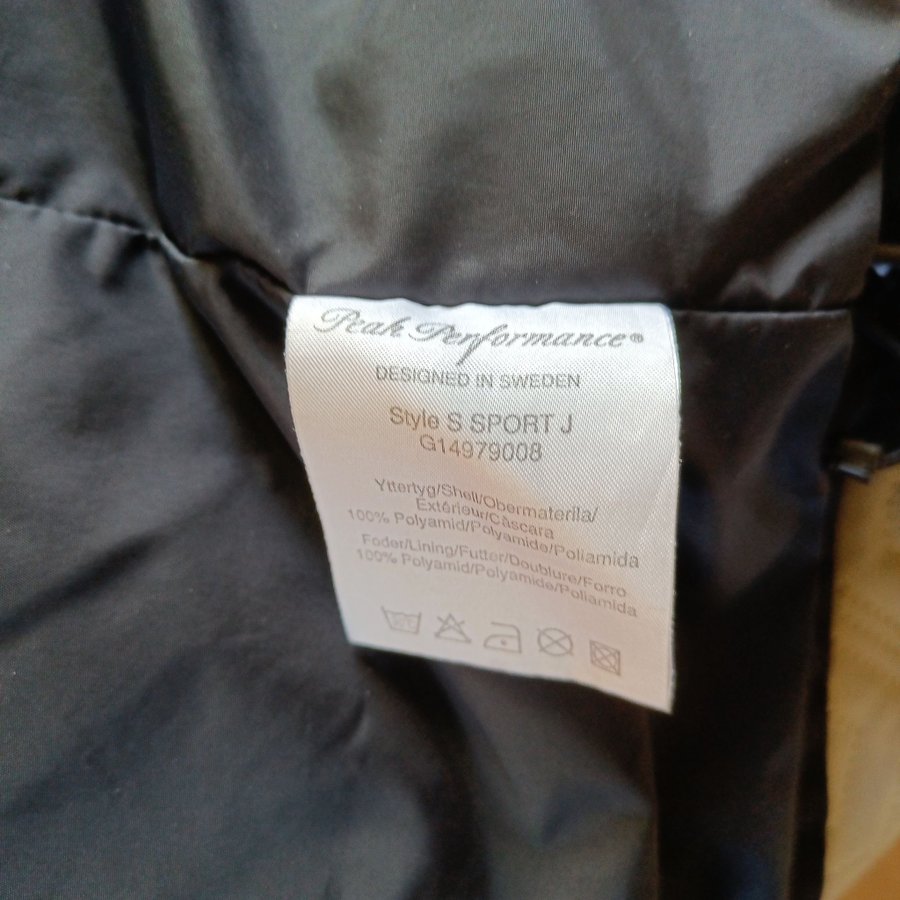 Peak Performance®
DESIGNED IN SWEDEN
Style S SPORT J
G14979008
Yttertyg/Shell/Obermaterila/
Extérieur/Cáscara
100% Polyamid/Polyamide/Poliamida
Foder/Lining/Futter/Doublure/Forro
100% Polyamid/Polyamide/Poliamida